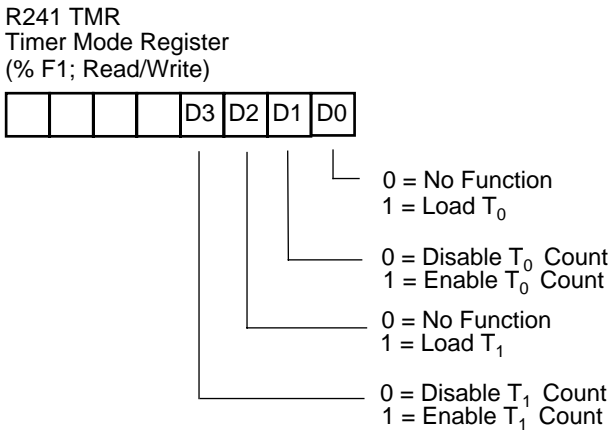 R241 TMR
Timer Mode Register
(% F1; Read/Write)
D3 D2 D1 D0
0 = No Function
1 = Load T₀
0 = Disable T₀ Count
1 = Enable T₀ Count
0 = No Function
1 = Load T₁
0 = Disable T₁ Count
1 = Enable T₁ Count